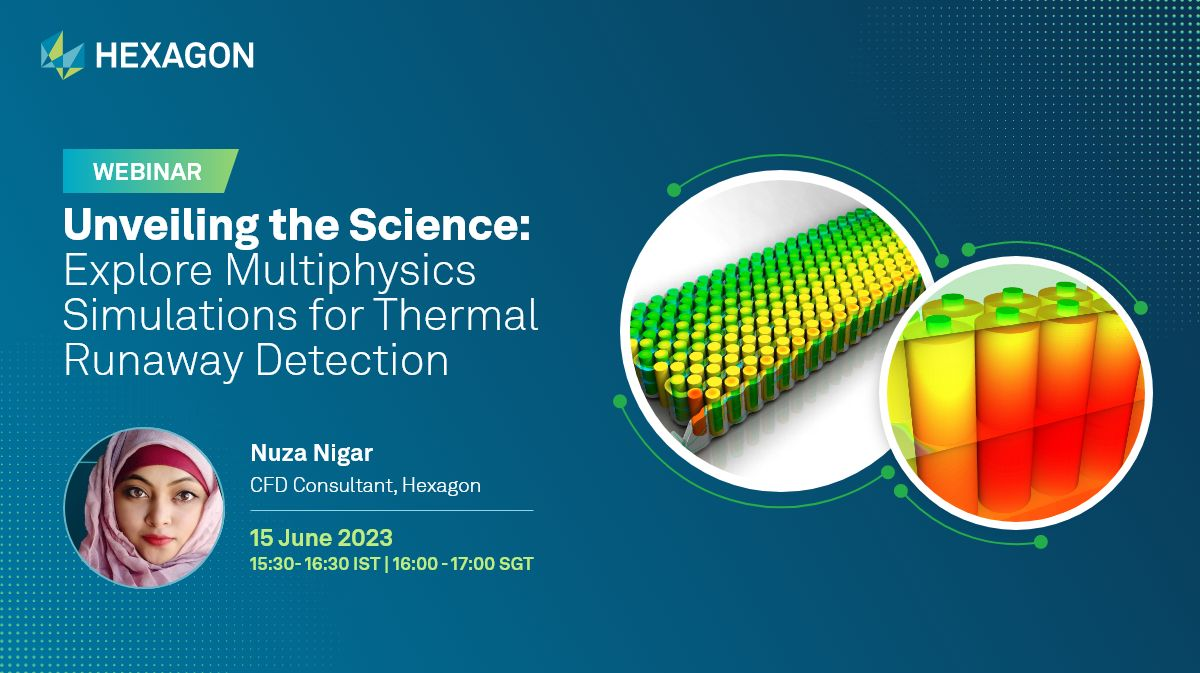 HEXAGON
WEBINAR
Unveiling the Science:
Explore Multiphysics
Simulations for Thermal
Runaway Detection
Nuza Nigar
CFD Consultant, Hexagon
15 June 2023
15:30- 16:30 IST | 16:00 - 17:00 SGT